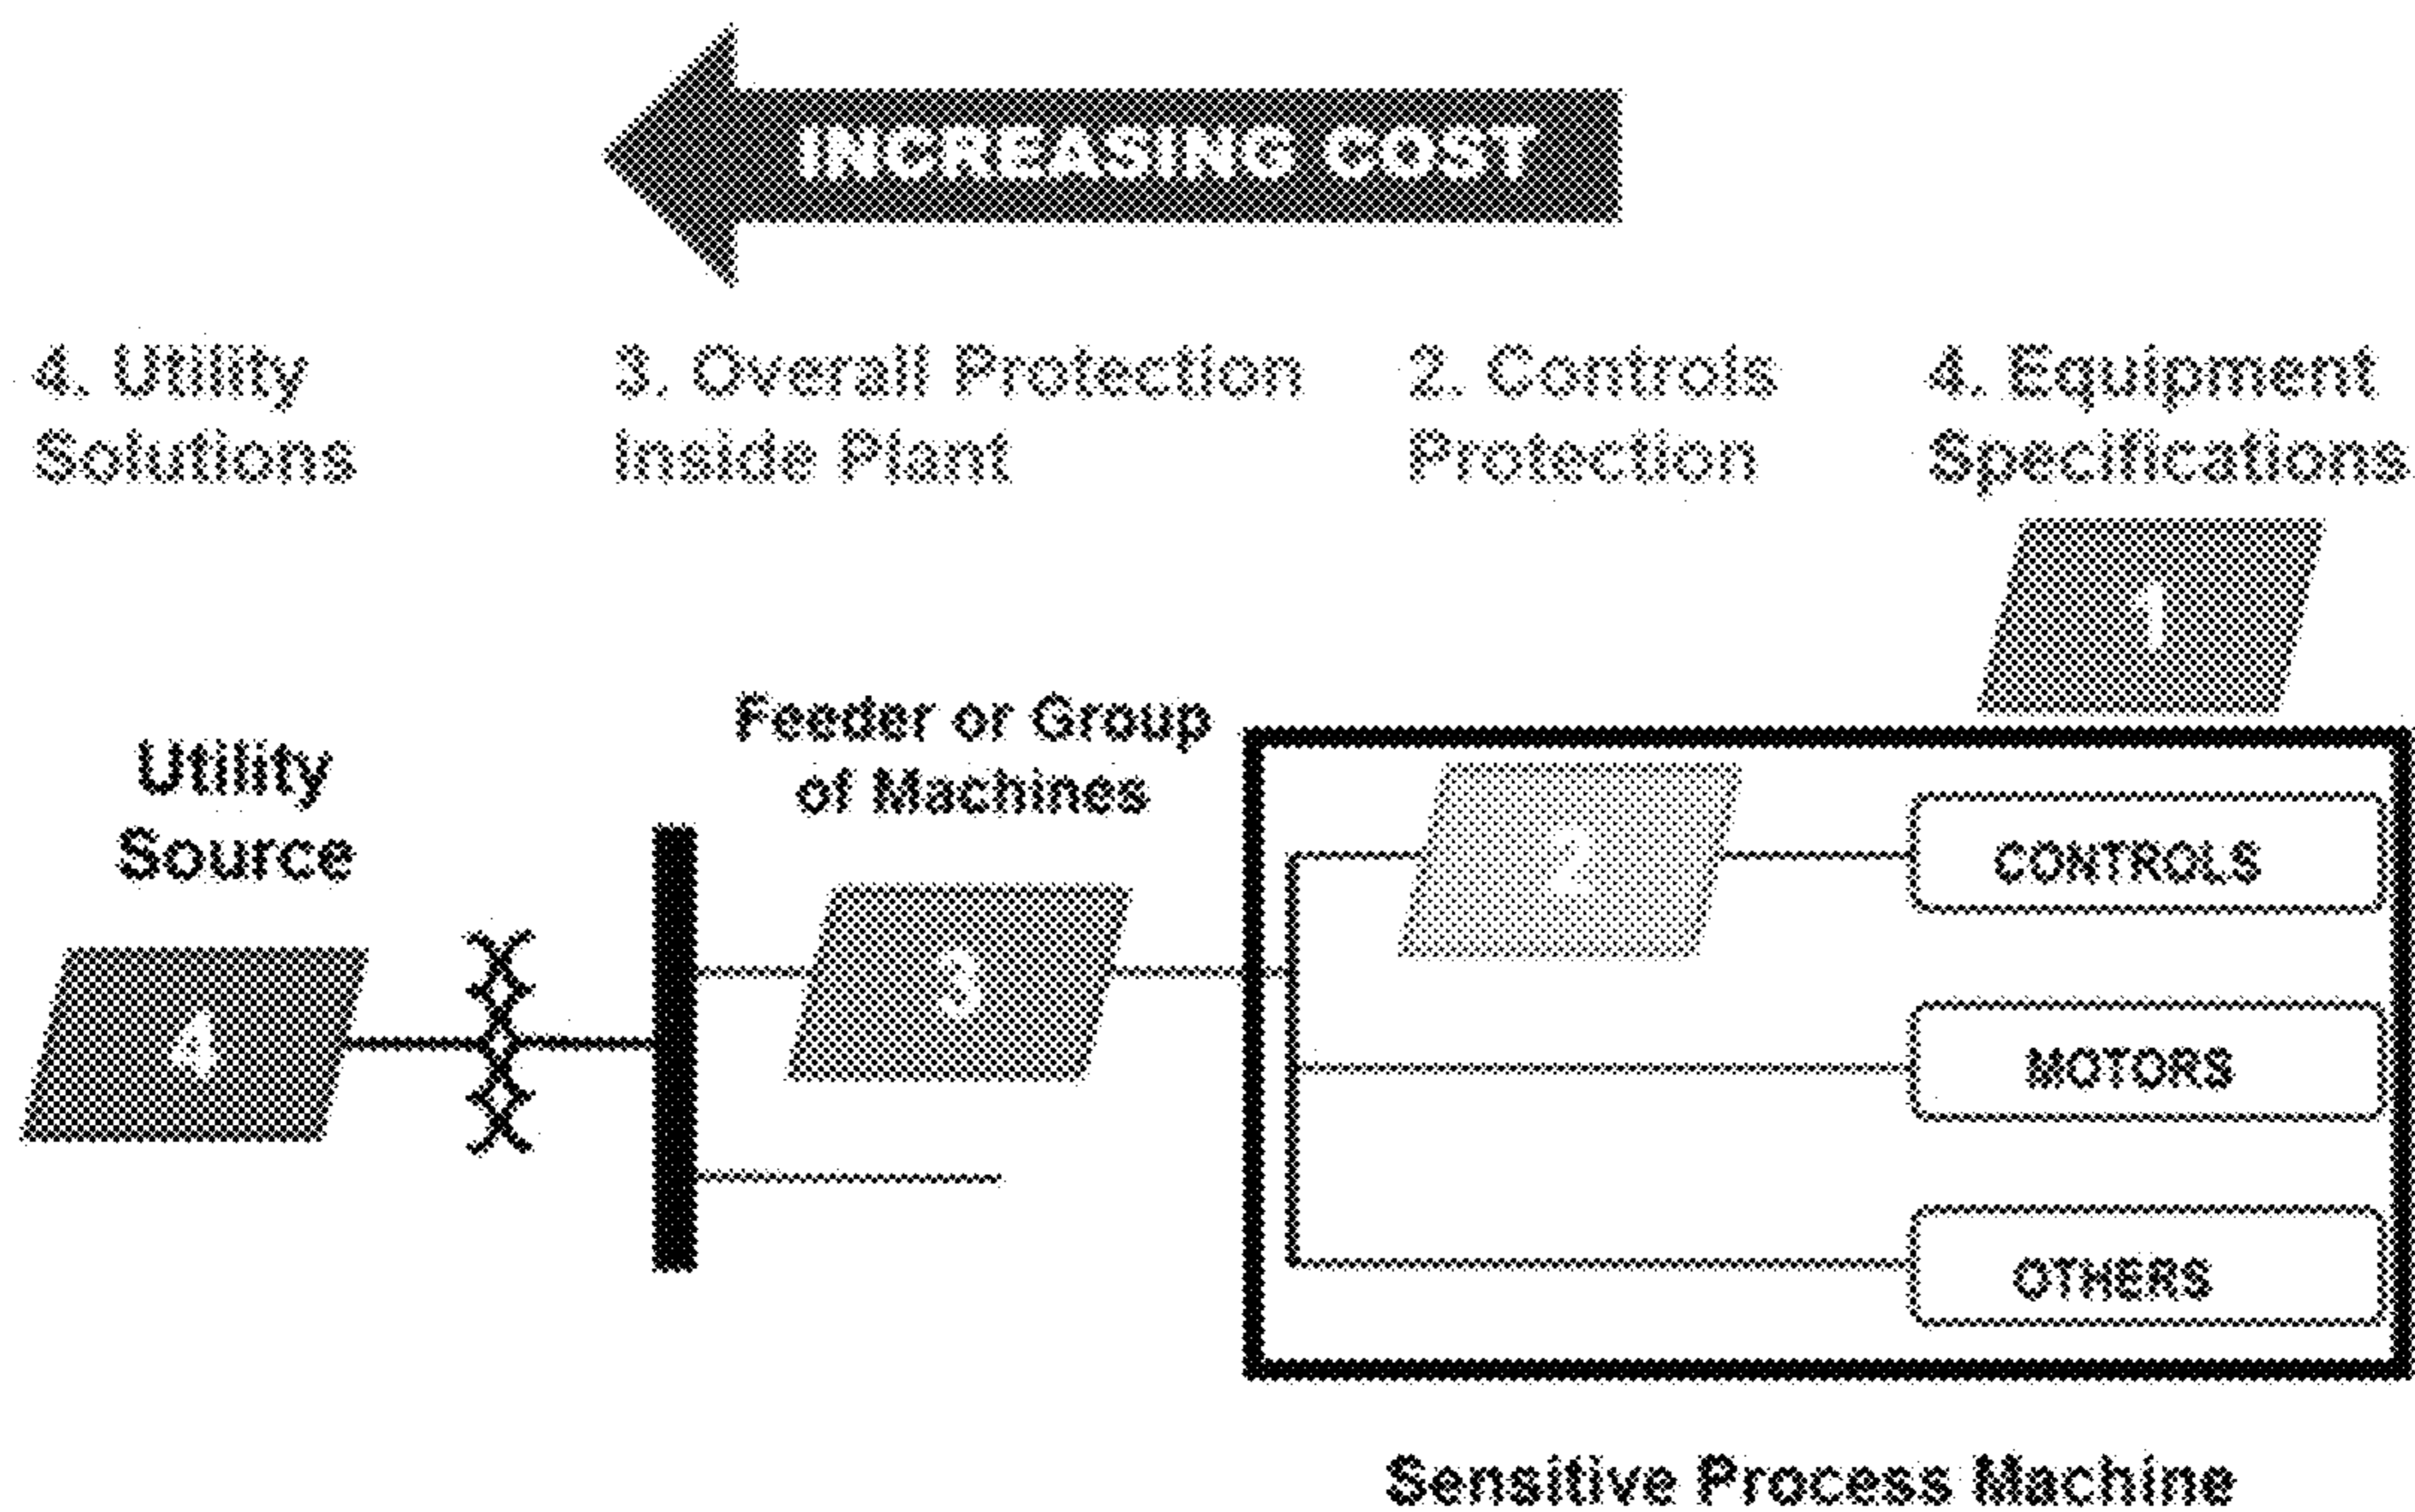 INCREASING COST
4. Utility
Solutions
3. Overall Protection
Inside Plant
2. Controls
Protection
4. Equipment
Specifications
1
Feeder or Group
of Machines
Utility
Source
2
CONTROLS
3
4
MOTORS
OTHERS
Sensitive Process Machine